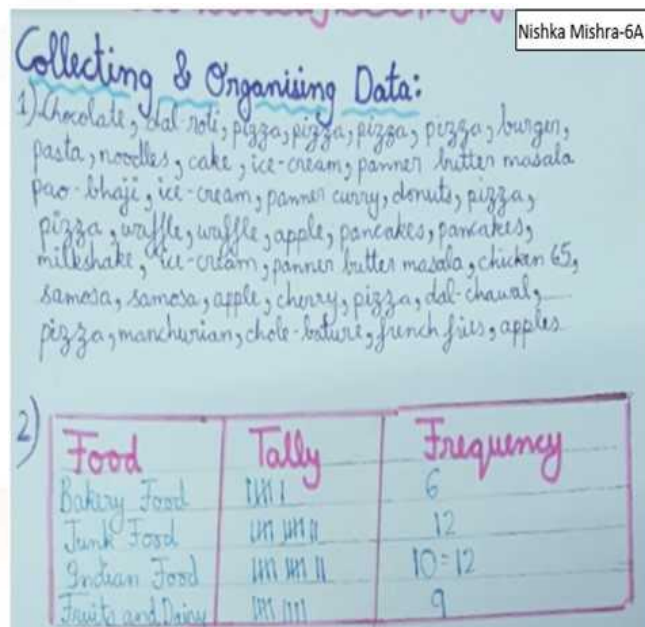 Nishka Mishra-6A
Collecting & Organising Data:
1) Chocolate, dal-roti, pizza, pizza, pizza, pizza, burger,
pasta, noodles, cake, ice-cream, panner butter masala
pao-bhaji, ice-cream, panner curry, donuts, pizza,
pizza, waffle, waffle, apple, pancakes, pancakes,
milkshake, ice-cream, panner butter masala, chicken 65,
samosa, samosa, apple, cherry, pizza, dal-chawal,
pizza, manchurian, chole-bature, french fries, apples
2)
Food Tally Frequency
Bakery Food 6
Junk Food 12
Indian Food 10=12
Fruits and Dairy 9